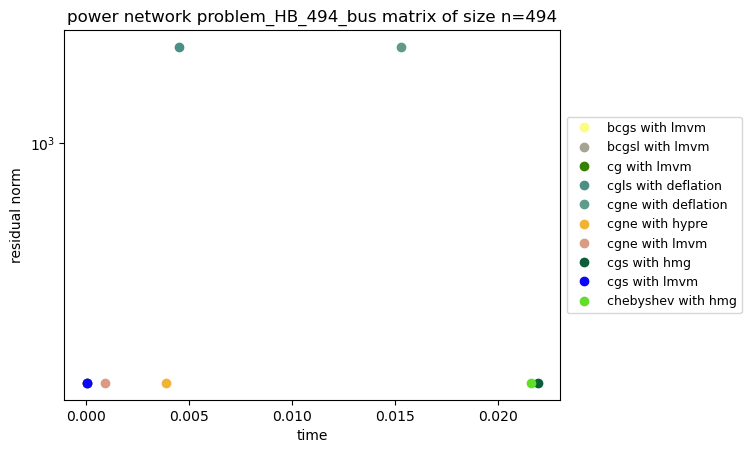 power network problem_HB_494_bus matrix of size n=494
10^3
residual norm
0.000 0.005 0.010 0.015 0.020
time
bcgs with lmvm
bcgsl with lmvm
cg with lmvm
cgls with deflation
cgne with deflation
cgne with hypre
cgne with lmvm
cgs with hmg
cgs with lmvm
chebyshev with hmg